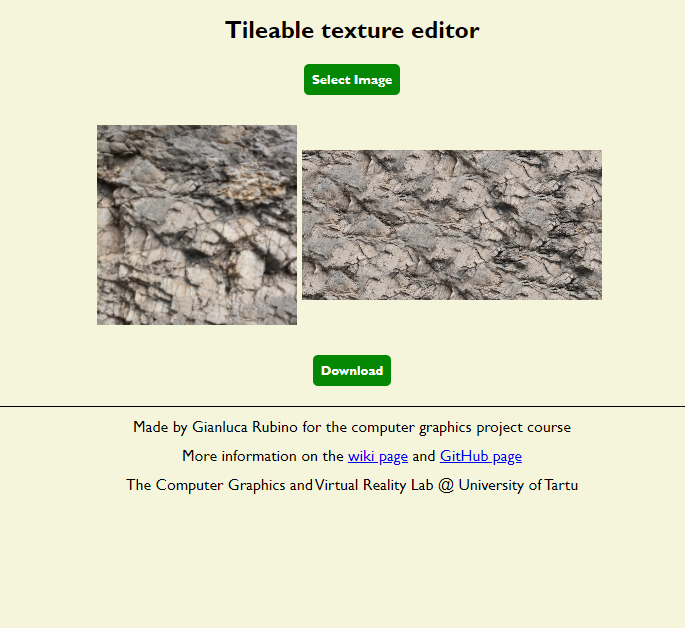 Tileable texture editor
Select Image
Download
Made by Gianluca Rubino for the computer graphics project course
More information on the wiki page and GitHub page
The Computer Graphics and Virtual Reality Lab @ University of Tartu